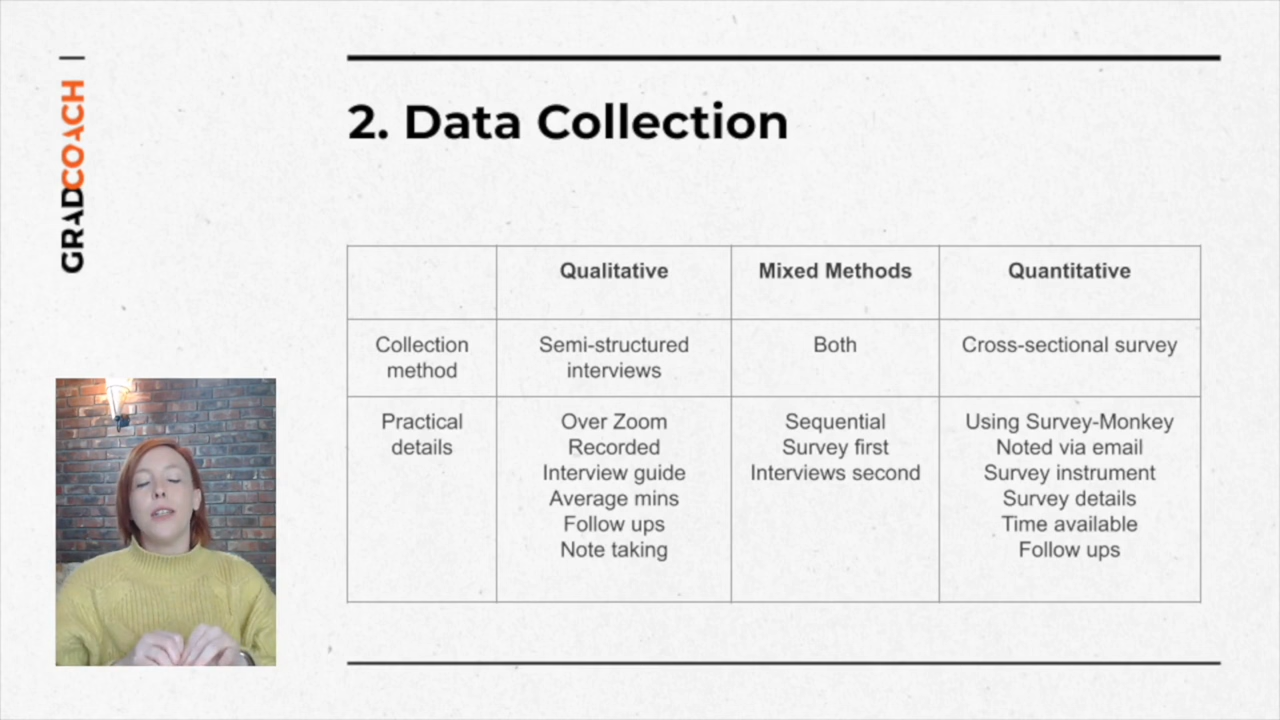 GRADCOACH
2. Data Collection
Qualitative
Mixed Methods
Quantitative
Collection
method
Semi-structured
interviews
Both
Cross-sectional survey
Practical
details
Over Zoom
Recorded
Interview guide
Average mins
Follow ups
Note taking
Sequential
Survey first
Interviews second
Using Survey-Monkey
Noted via email
Survey instrument
Survey details
Time available
Follow ups